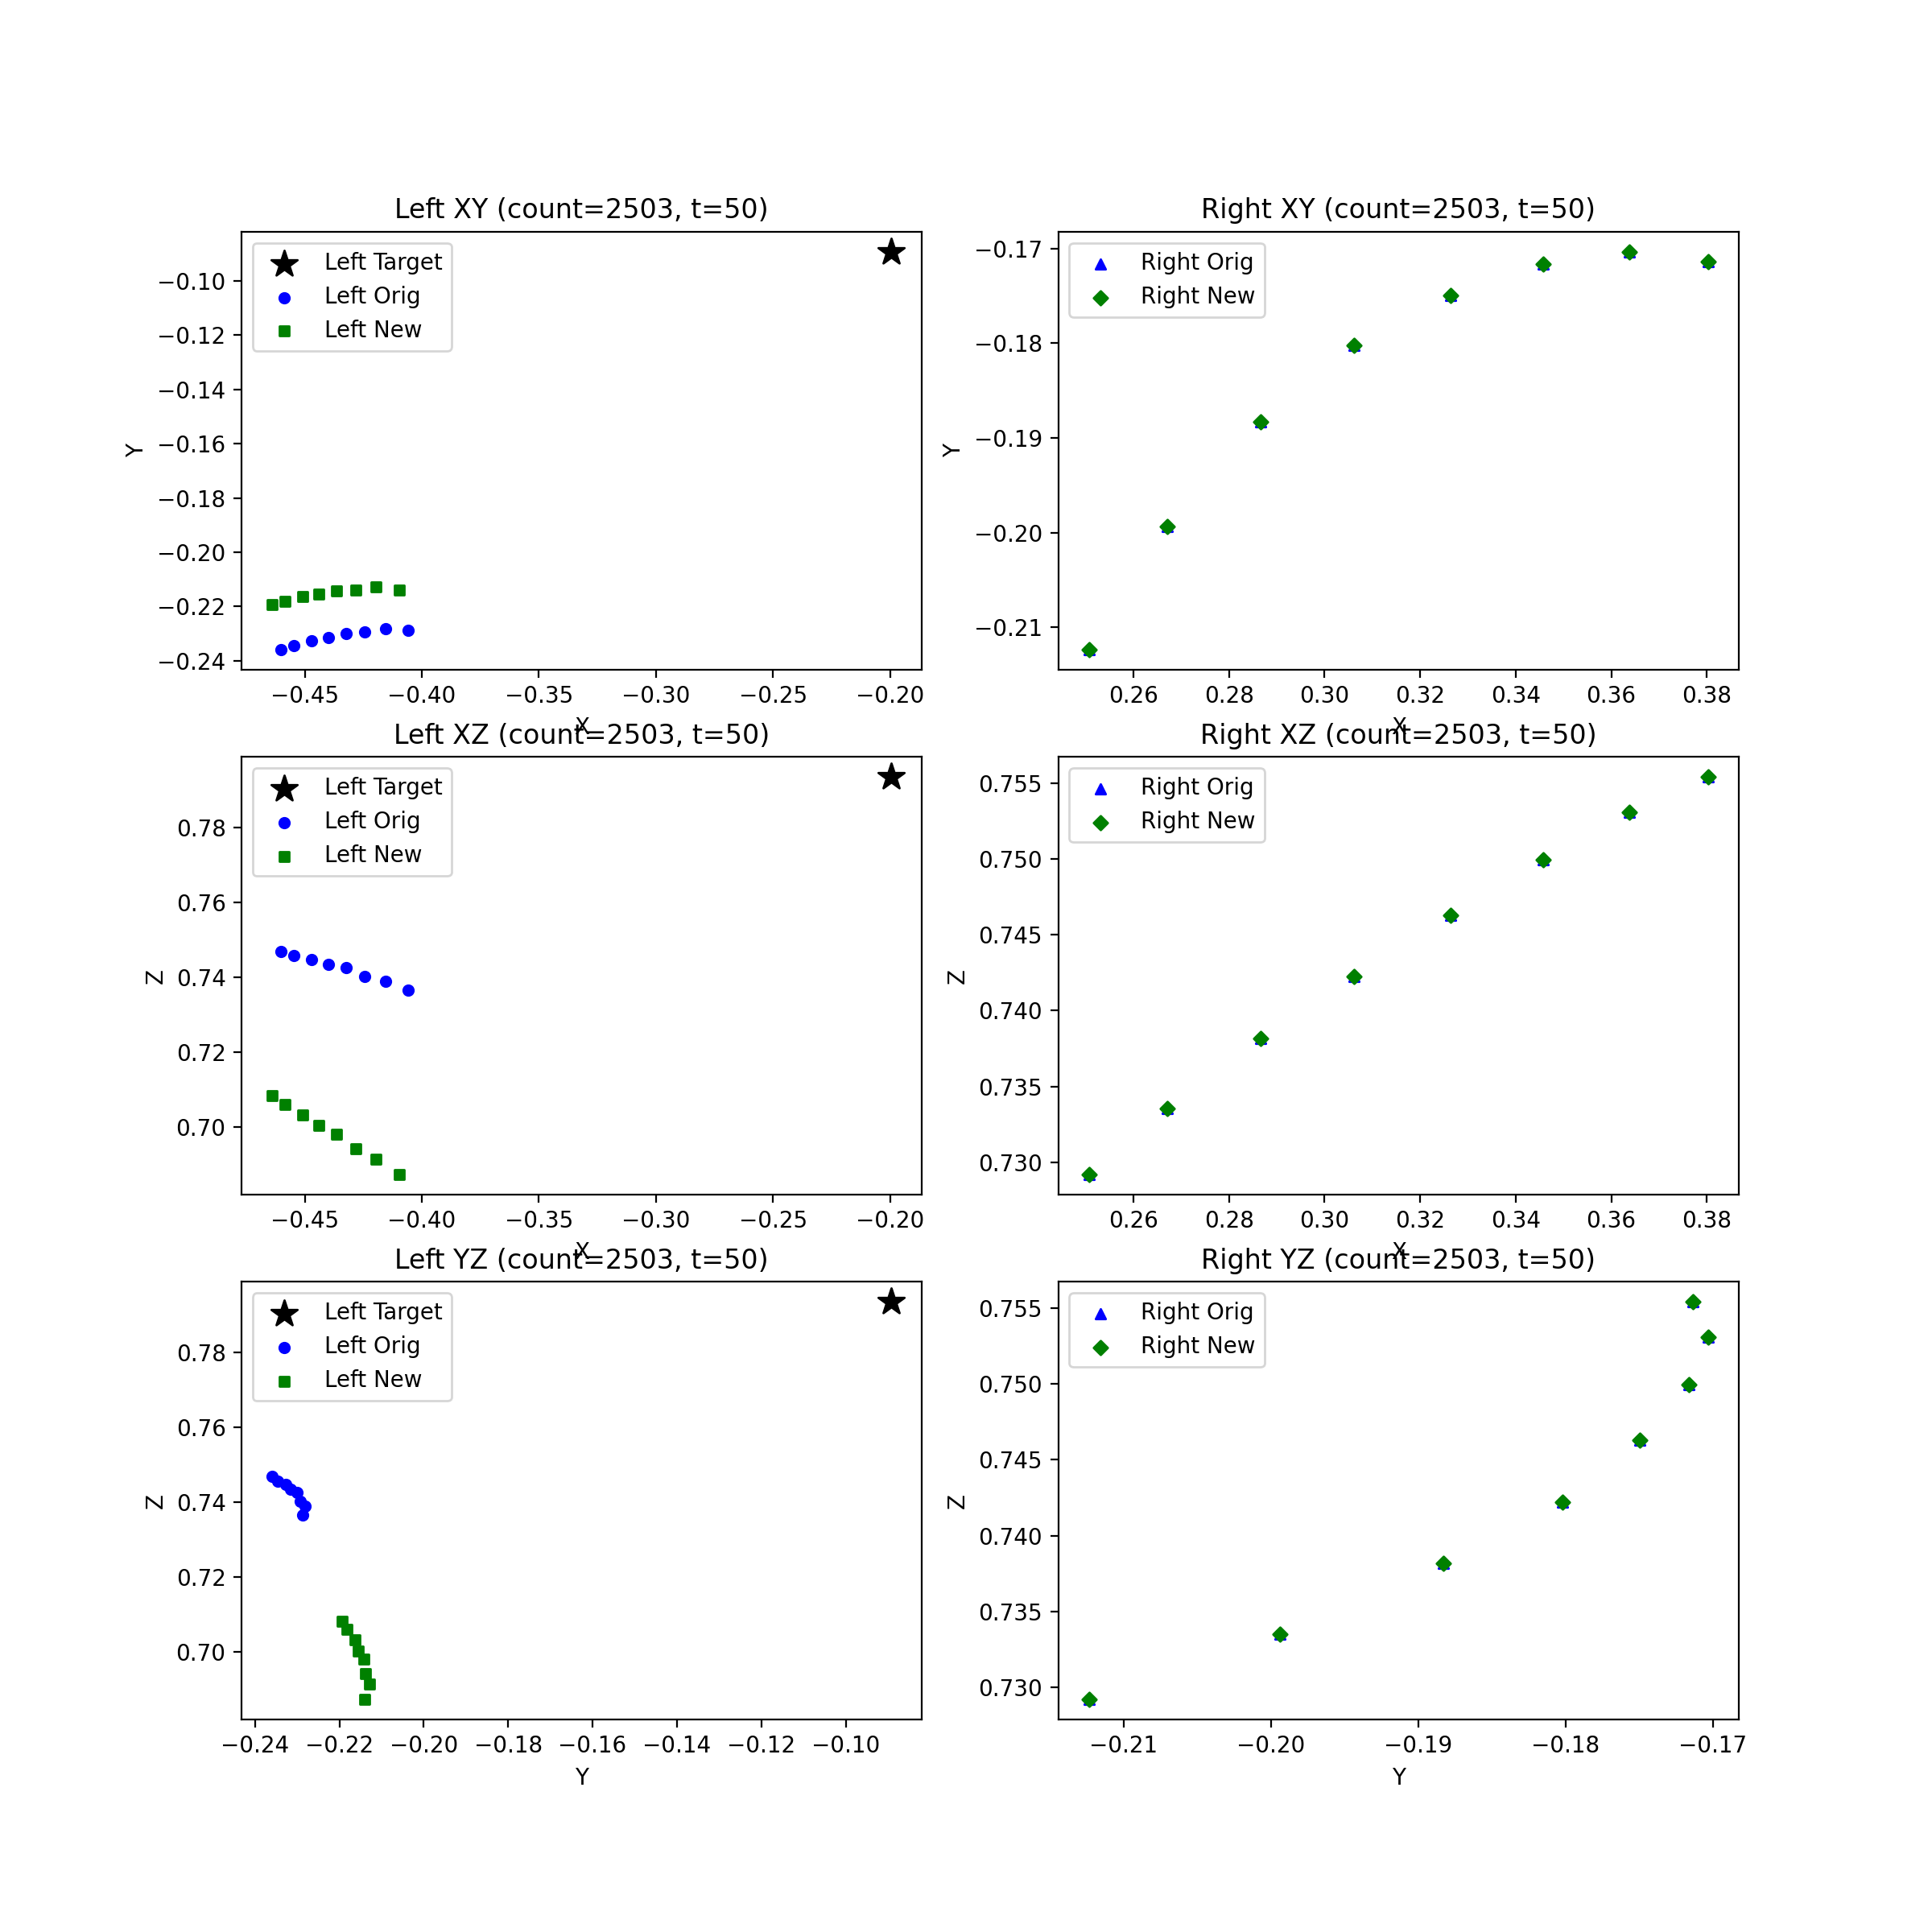 Left XY (count=2503, t=50)
Left Target
Left Orig
Left New
Y
−0.10
−0.12
−0.14
−0.16
−0.18
−0.20
−0.22
−0.24
−0.45
−0.40
−0.35
−0.30
−0.25
−0.20
X
Right XY (count=2503, t=50)
Right Orig
Right New
Y
−0.17
−0.18
−0.19
−0.20
−0.21
0.26
0.28
0.30
0.32
0.34
0.36
0.38
X
Left XZ (count=2503, t=50)
Left Target
Left Orig
Left New
Z
0.78
0.76
0.74
0.72
0.70
−0.45
−0.40
−0.35
−0.30
−0.25
−0.20
X
Right XZ (count=2503, t=50)
Right Orig
Right New
Z
0.755
0.750
0.745
0.740
0.735
0.730
0.26
0.28
0.30
0.32
0.34
0.36
0.38
X
Left YZ (count=2503, t=50)
Left Target
Left Orig
Left New
Z
0.78
0.76
0.74
0.72
0.70
−0.24
−0.22
−0.20
−0.18
−0.16
−0.14
−0.12
−0.10
Y
Right YZ (count=2503, t=50)
Right Orig
Right New
Z
0.755
0.750
0.745
0.740
0.735
0.730
−0.21
−0.20
−0.19
−0.18
−0.17
Y